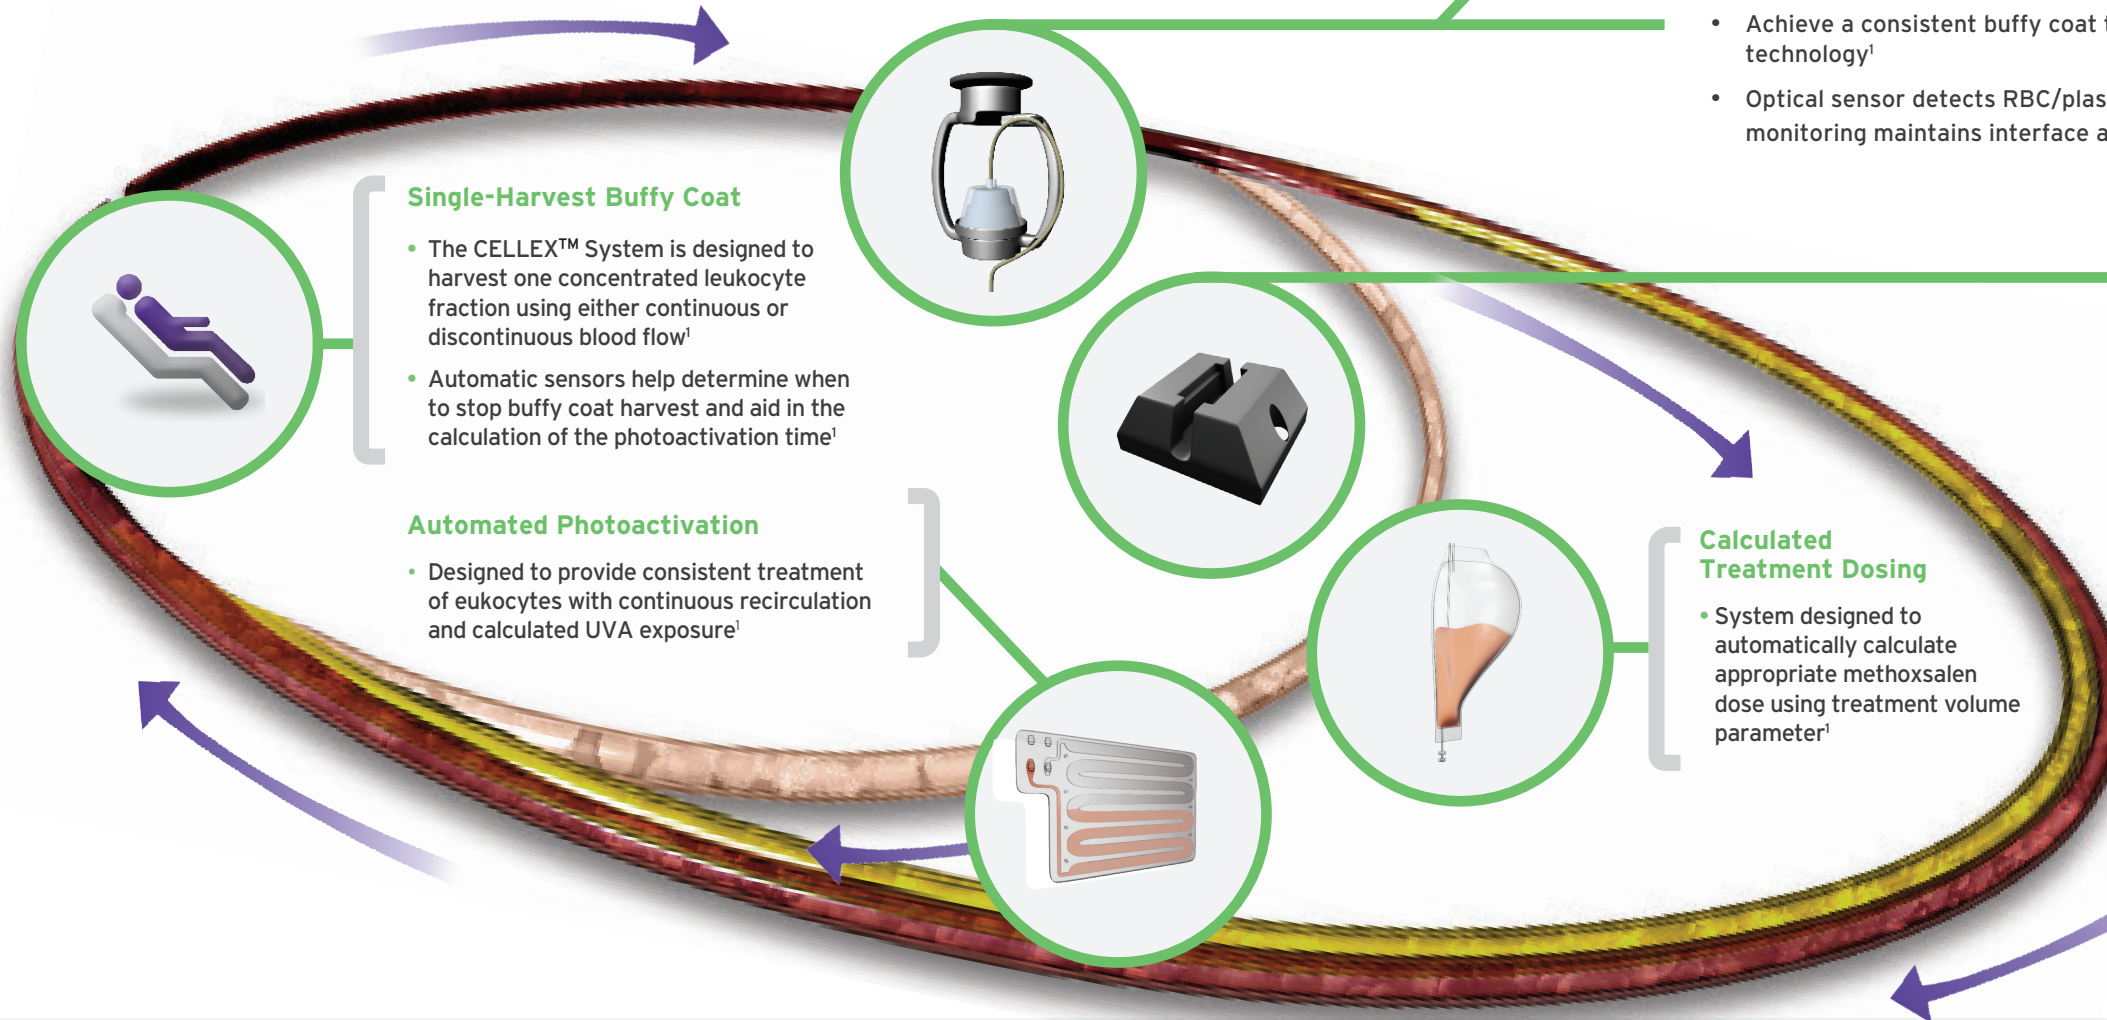 • Achieve a consistent buffy coat
technology¹
• Optical sensor detects
monitoring maintains interface
Single-Harvest Buffy Coat
• The CELLEX™ System is designed to
harvest one concentrated leukocyte
fraction using either continuous or
discontinuous blood flow¹
• Automatic sensors help determine when
to stop buffy coat harvest and aid in the
calculation of the photoactivation time¹
Automated Photoactivation
• Designed to provide consistent treatment
of eukocytes with continuous recirculation
and calculated UVA exposure¹
Calculated
Treatment Dosing
• System designed to
automatically calculate
appropriate methoxsalen
dose using treatment volume
parameter¹